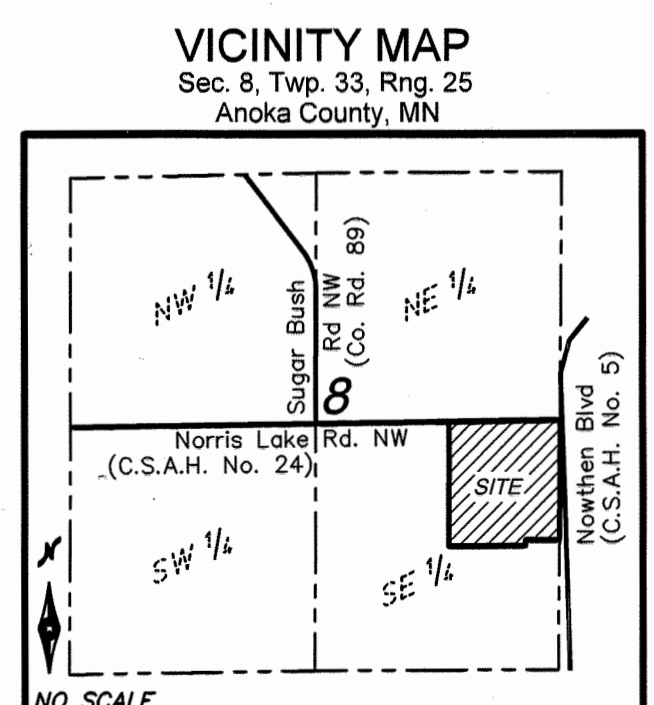 VICINITY MAP
Sec. 8, Twp. 33, Rng. 25
Anoka County, MN
NW 1/4
Sugar Bush
Rd NW
(Co. Rd. 89)
NE 1/4
8
Norris Lake Rd. NW
(C.S.A.H. No. 24)
SITE
Nowthen Blvd
(C.S.A.H. No. 5)
SW 1/4
SE 1/4
N
NO SCALE